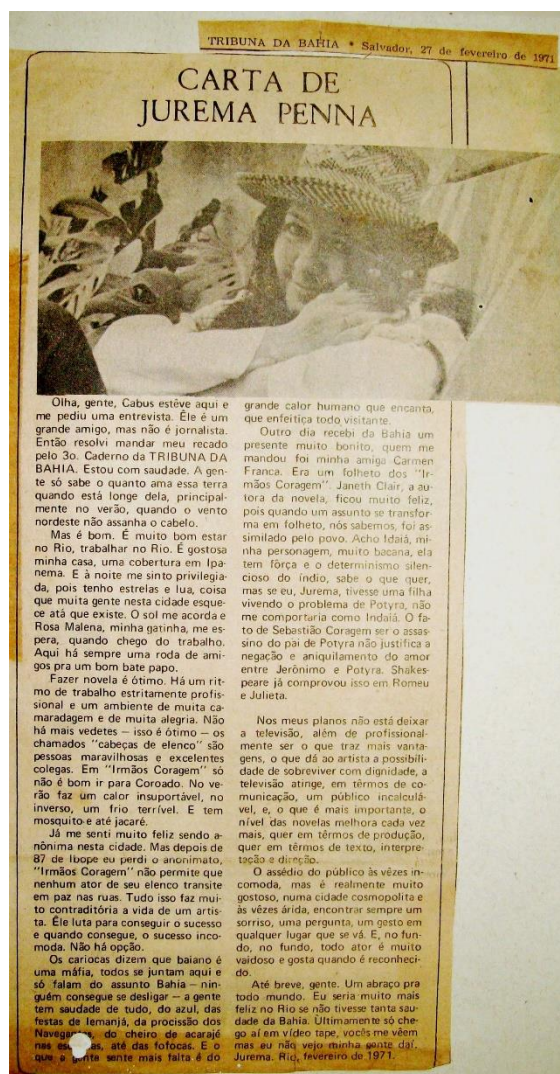 TRIBUNA DA BAHIA * Salvador, 27 de fevereiro de 1971
CARTA DE
JUREMA PENNA
Olha, gente, Cabus estêve aqui e
me pediu uma entrevista. Êle é um
grande amigo, mas não é jornalista.
Então resolvi mandar meu recado
pelo 3o. Caderno da TRIBUNA DA
BAHIA. Estou com saudade. A gen-
te só sabe o quanto ama essa terra
quando está longe dela, principal-
mente no verão, quando o vento
nordeste não assanha o cabelo.
Mas é bom. É muito bom estar
no Rio, trabalhar no Rio. É gostosa
minha casa, uma cobertura em Ipa-
nema. E à noite me sinto privilegia-
da, pois tenho estrelas e lua, coisa
que muita gente nesta cidade esque-
ce atá que existe. O sol me acorda e
Rosa Malena, minha gatinha, me es-
pera, quando chego do trabalho.
Aqui há sempre uma roda de ami-
gos pra um bom bate papo.
Fazer novela é ótimo. Há um rit-
mo de trabalho estritamente profis-
sional e um ambiente de muita ca-
maradagem e de muita alegria. Não
há mais vedetes — isso é ótimo — os
chamados "cabeças de elenco" são
pessoas maravilhosas e excelentes
colegas. Em "Irmãos Coragem" só
não é bom ir para Coroado. No ve-
rão faz um calor insuportável, no
inverso, um frio terrível. E tem
mosquito e até jacaré.
Já me senti muito feliz sendo a-
nônima nesta cidade. Mas depois de
87 de Ibope eu perdi o anonimato,
"Irmãos Coragem" não permite que
nenhum ator de seu elenco transite
em paz nas ruas. Tudo isso faz mui-
to contraditória a vida de um artis-
ta. Êle luta para conseguir o sucesso
e quando consegue, o sucesso inco-
moda. Não há opção.
Os cariocas dizem que baiano é
uma máfia, todos se juntam aqui e
só falam do assunto Bahia — nin-
guém consegue se desligar — a gente
tem saudade de tudo, do azul, das
festas de Iemanjá, da procissão dos
Navegantes, do cheiro de acarajé
nas esquinas, até das fofocas. E o
que a gente sente mais falta é do
grande calor humano que encanta,
que enfeitiça todo visitante.
Outro dia recebi da Bahia um
presente muito bonito, quem me
mandou foi minha amiga Carmen
Franca. Era um folheto dos "Ir-
mãos Coragem" Janeth Clair, a au-
tora da novela, ficou muito feliz,
pois quando um assunto se transfor-
ma em folheto, nós sabemos, foi as-
similado pelo povo. Acho Idaiá, mi-
nha personagem, muito bacana, ela
tem fôrça e o determinismo silen-
cioso do índio, sabe o que quer,
mas se eu, Jurema, tivesse uma filha
vivendo o problema de Potyra, não
me comportaria como Indaiá. O fa-
to de Sebastião Coragem ser o assas-
sino do pai de Potyra não justifica a
negação e aniquilamento do amor
entre Jerônimo e Potyra. Shakes-
peare já comprovou isso em Romeu
e Julieta.
Nos meus planos não está deixar
a televisão, além de profissional-
mente ser o que traz mais vanta-
gens, o que dá ao artista a possibili-
dade de sobreviver com dignidade, a
televisão atinge, em têrmos de co-
municação, um público incalculá-
vel, e, o que é mais importante, o
nível das novelas melhora cada vez
mais, quer em têrmos de produção,
quer em têrmos de texto, interpre-
tação e direção.
O assédio do público às vêzes in-
comoda, mas é realmente muito
gostoso, numa cidade cosmopolita e
às vêzes árida, encontrar sempre um
sorriso, uma pergunta, um gesto em
qualquer lugar que se vá. E, no fun-
do, no fundo, todo ator é muito
vaidoso e gosta quando é reconheci-
do.
Até breve, gente. Um abraço pra
todo mundo. Eu seria muito mais
feliz no Rio se não tivesse tanta sau-
dade da Bahia. Ùltimamente só che-
go aí em vídeo tape, vocês me vêem
mas eu não vejo minha gente daí.
Jurema. Rio, fevereiro de 1971.